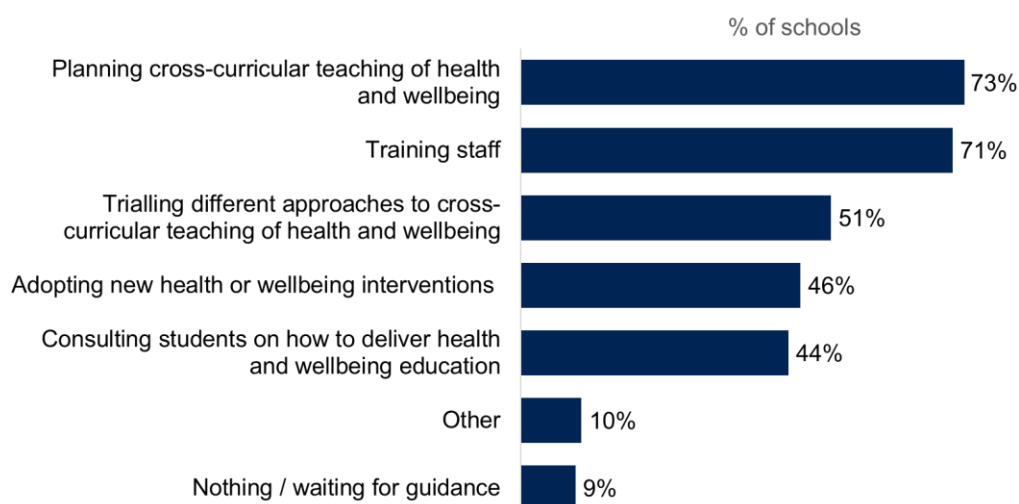 % of schools
Planning cross-curricular teaching of health
and wellbeing
73%
Training staff
71%
Trialling different approaches to cross-
curricular teaching of health and wellbeing
51%
Adopting new health or wellbeing interventions
46%
Consulting students on how to deliver health
and wellbeing education
44%
Other
10%
Nothing / waiting for guidance
9%